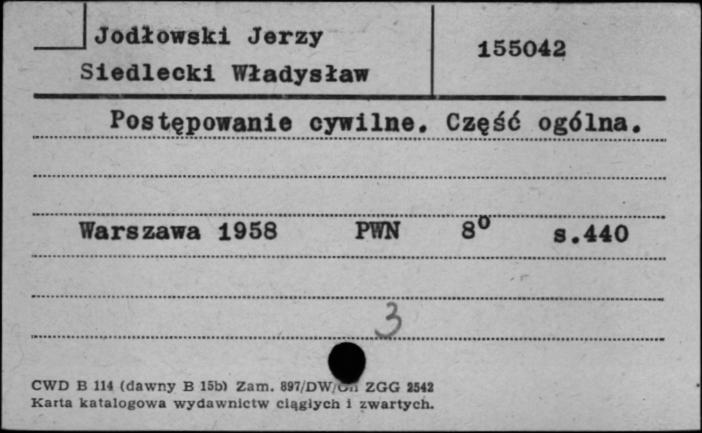 Jodłowski Jerzy
Siedlecki Władysław
155042
Postępowanie cywilne. Część ogólna.
Warszawa 1958 PWN 8⁰ s.440
3
CWD B 114 (dawny B 15b) Zam. 897/DW/ ZGG 2542
Karta katalogowa wydawnictw ciągłych i zwartych.